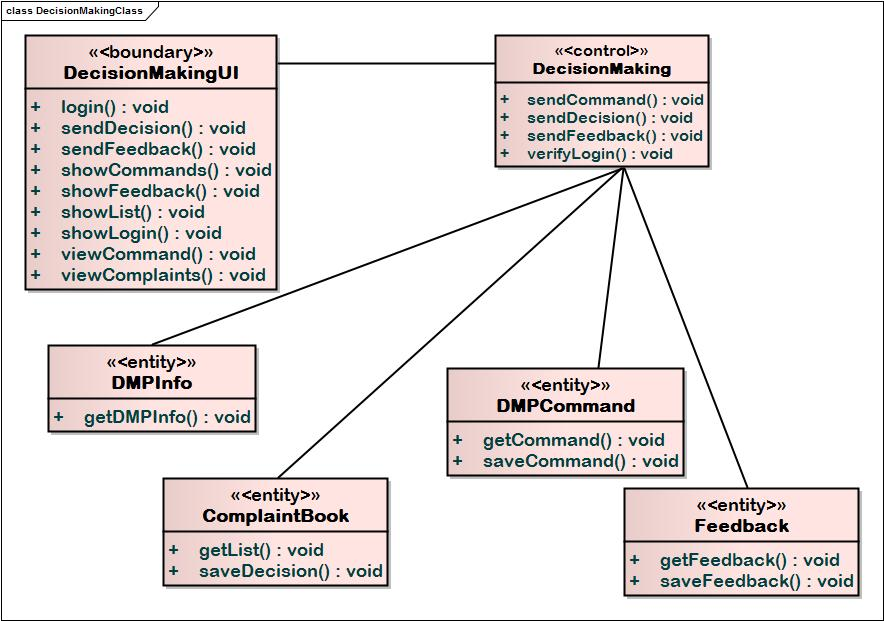 class DecisionMakingClass
«<boundary>»
DecisionMakingUI
+ login() : void
+ sendDecision() : void
+ sendFeedback() : void
+ showCommands() : void
+ showFeedback() : void
+ showList() : void
+ showLogin() : void
+ viewCommand() : void
+ viewComplaints() : void
«<control>»
DecisionMaking
+ sendCommand() : void
+ sendDecision() : void
+ sendFeedback() : void
+ verifyLogin() : void
«<entity>»
DMPInfo
+ getDMPInfo() : void
«<entity>»
DMPCommand
+ getCommand() : void
+ saveCommand() : void
«<entity>»
ComplaintBook
+ getList() : void
+ saveDecision() : void
«<entity>»
Feedback
+ getFeedback() : void
+ saveFeedback() : void